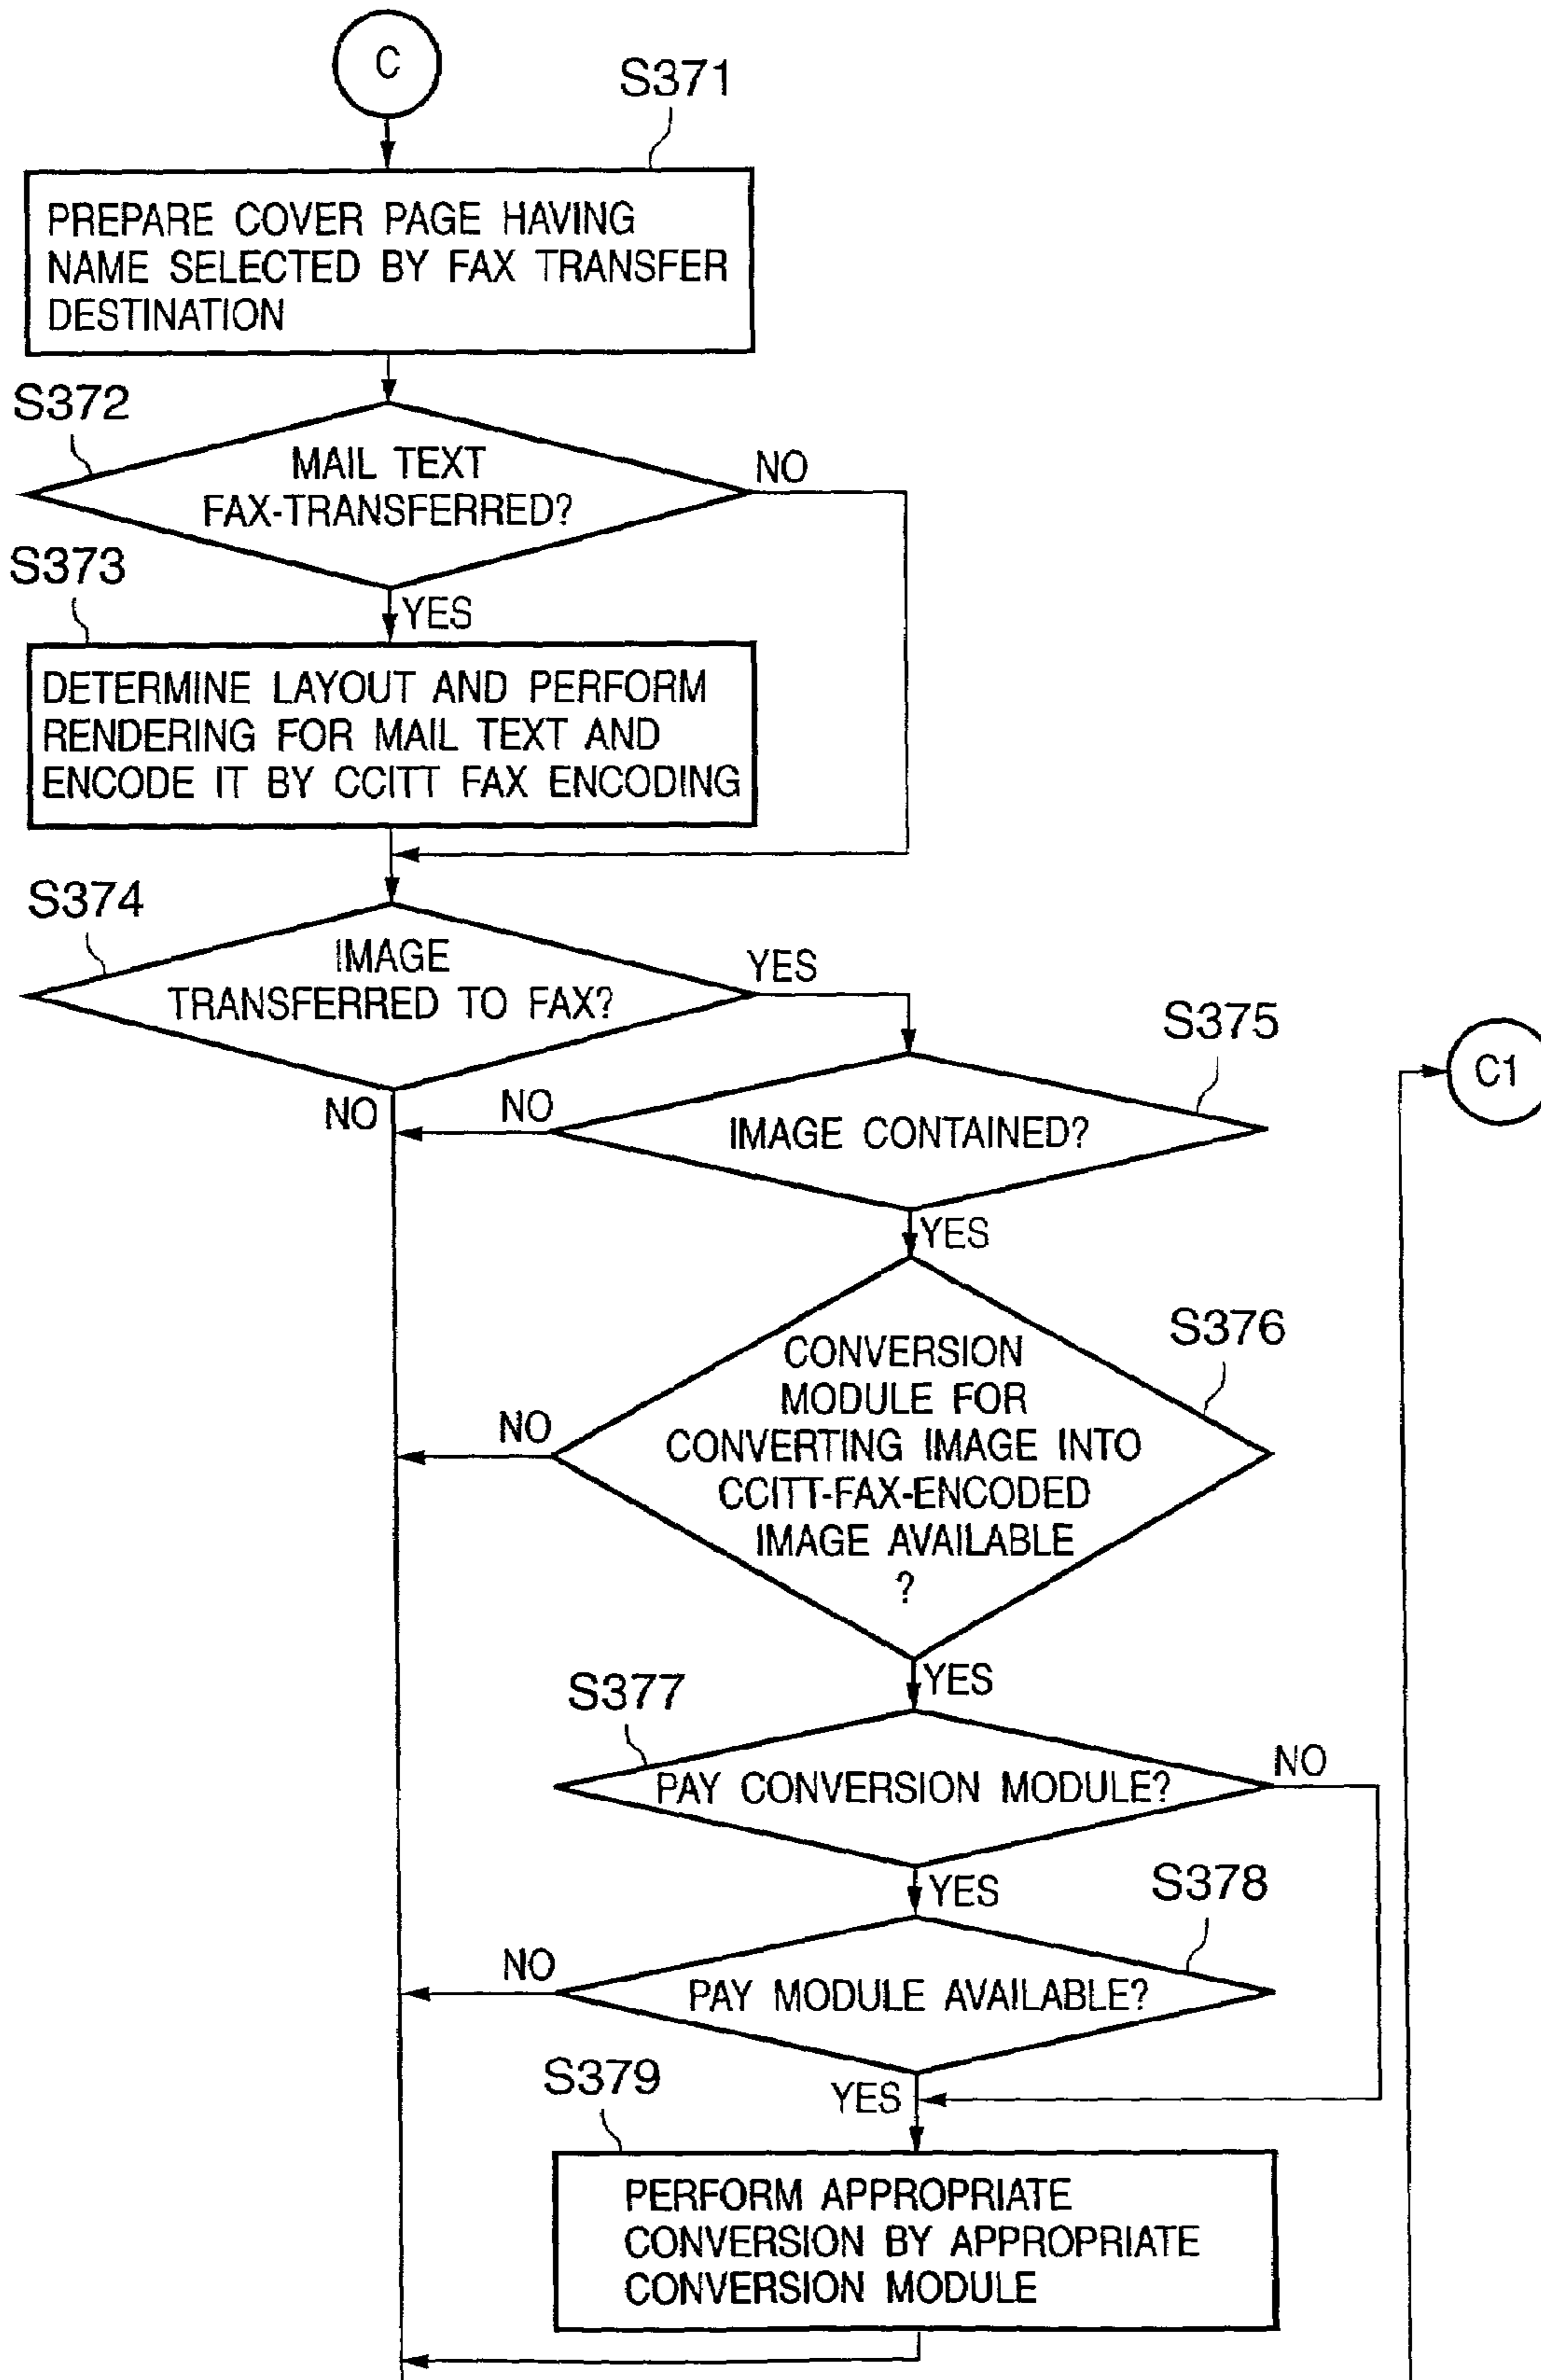 C
S371
PREPARE COVER PAGE HAVING
NAME SELECTED BY FAX TRANSFER
DESTINATION
S372
MAIL TEXT
FAX-TRANSFERRED?
NO
YES
S373
DETERMINE LAYOUT AND PERFORM
RENDERING FOR MAIL TEXT AND
ENCODE IT BY CCITT FAX ENCODING
S374
IMAGE
TRANSFERRED TO FAX?
YES
NO
S375
IMAGE CONTAINED?
NO
YES
C1
S376
CONVERSION
MODULE FOR
CONVERTING IMAGE INTO
CCITT-FAX-ENCODED
IMAGE AVAILABLE
?
NO
YES
S377
PAY CONVERSION MODULE?
NO
YES
S378
PAY MODULE AVAILABLE?
NO
YES
S379
PERFORM APPROPRIATE
CONVERSION BY APPROPRIATE
CONVERSION MODULE